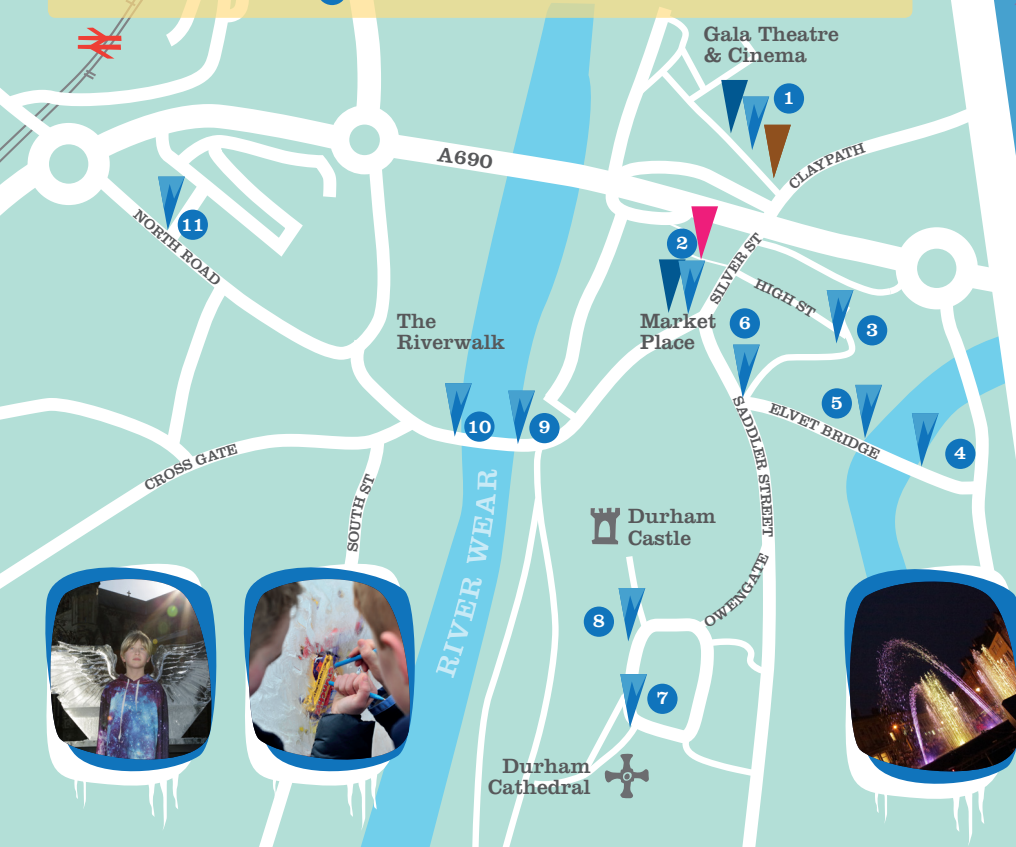 Gala Theatre
& Cinema
1
CLAYPATH
A690
11
NORTH ROAD
2
SILVER ST
HIGH ST
The
Riverwalk
Market
Place
6
3
5
ELVET BRIDGE
4
10
9
SADDLER STREET
CROSS GATE
SOUTH ST
RIVER WEAR
Durham
Castle
OWENGATE
8
7
Durham
Cathedral